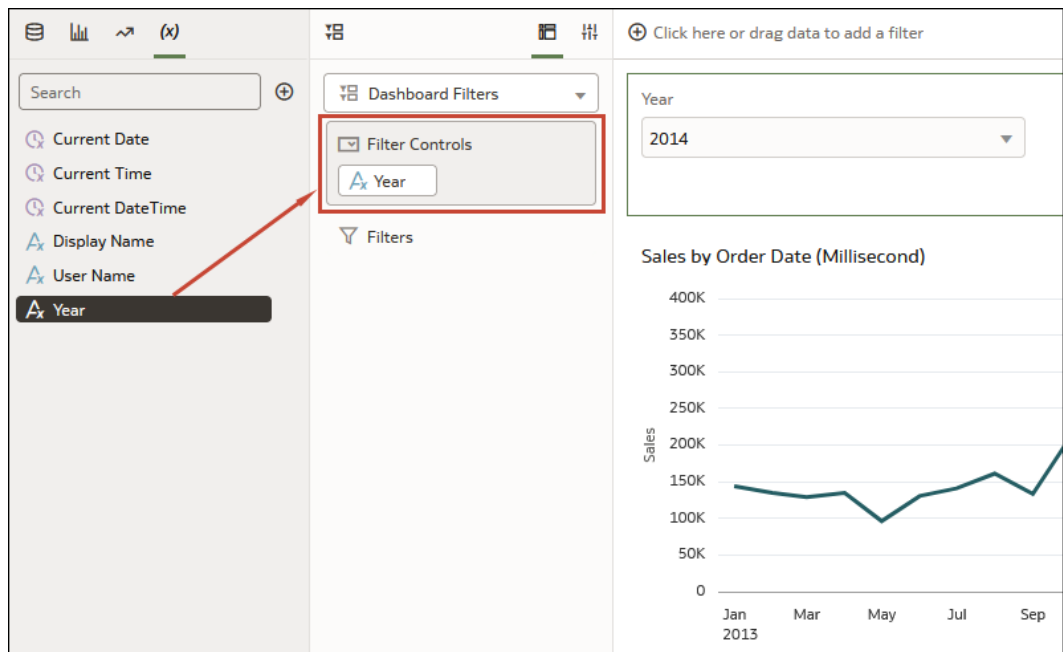 (x)
Search
Current Date
Current Time
Current DateTime
Display Name
User Name
Year
Dashboard Filters
Filter Controls
Year
Filters
Click here or drag data to add a filter
Year
2014
Sales by Order Date (Millisecond)
400K
350K
300K
250K
200K
150K
100K
50K
0
Sales
Jan Mar May Jul Sep
2013